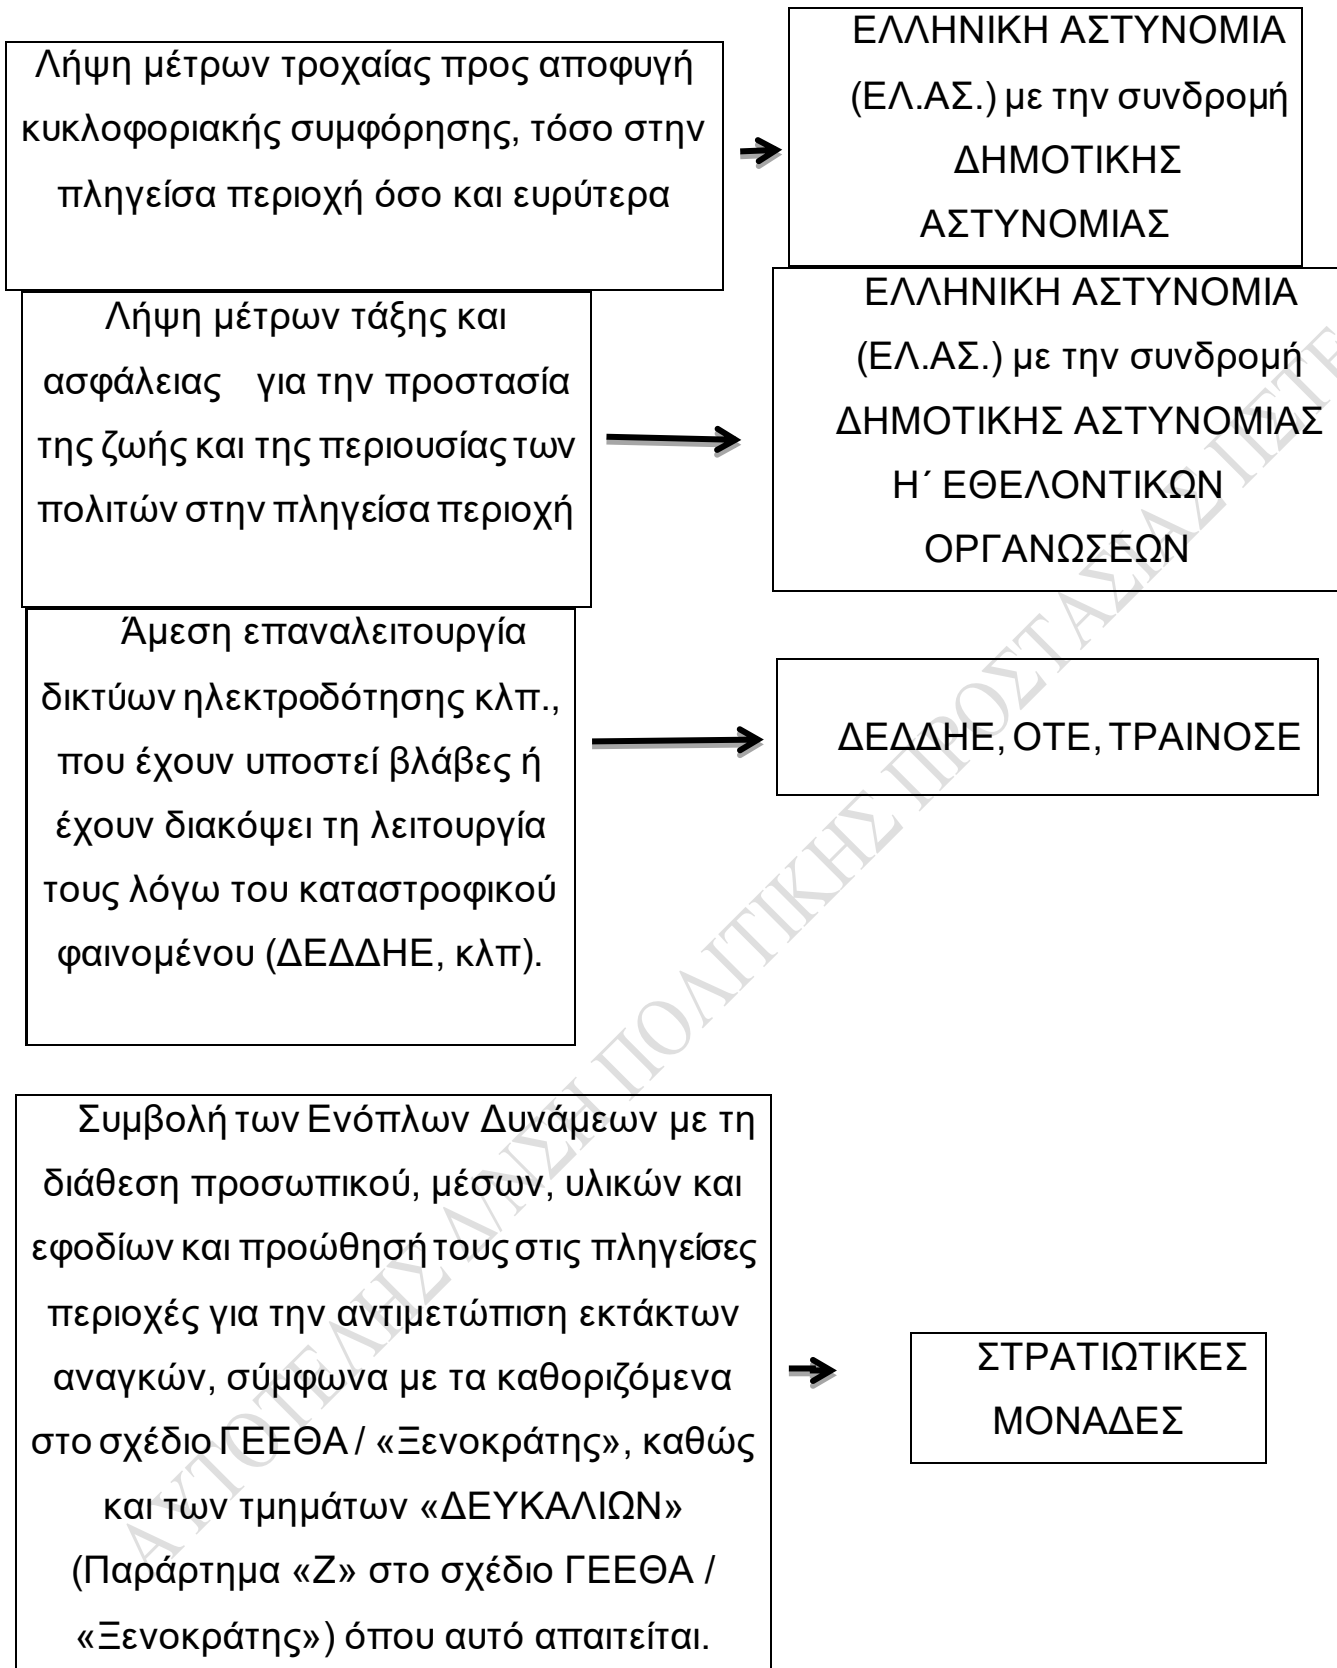 Λήψη μέτρων τροχαίας προς αποφυγή
κυκλοφοριακής συμφόρησης, τόσο στην
πληγείσα περιοχή όσο και ευρύτερα
ΕΛΛΗΝΙΚΗ ΑΣΤΥΝΟΜΙΑ
(ΕΛ.ΑΣ.) με την συνδρομή
ΔΗΜΟΤΙΚΗΣ
ΑΣΤΥΝΟΜΙΑΣ
Λήψη μέτρων τάξης και
ασφάλειας για την προστασία
της ζωής και της περιουσίας των
πολιτών στην πληγείσα περιοχή
ΕΛΛΗΝΙΚΗ ΑΣΤΥΝΟΜΙΑ
(ΕΛ.ΑΣ.) με την συνδρομή
ΔΗΜΟΤΙΚΗΣ ΑΣΤΥΝΟΜΙΑΣ
Η΄ ΕΘΕΛΟΝΤΙΚΩΝ
ΟΡΓΑΝΩΣΕΩΝ
Άμεση επαναλειτουργία
δικτύων ηλεκτροδότησης κλπ.,
που έχουν υποστεί βλάβες ή
έχουν διακόψει τη λειτουργία
τους λόγω του καταστροφικού
φαινομένου (ΔΕΔΔΗΕ, κλπ).
ΔΕΔΔΗΕ, ΟΤΕ, ΤΡΑΙΝΟΣΕ
Συμβολή των Ενόπλων Δυνάμεων με τη
διάθεση προσωπικού, μέσων, υλικών και
εφοδίων και προώθησή τους στις πληγείσες
περιοχές για την αντιμετώπιση εκτάκτων
αναγκών, σύμφωνα με τα καθοριζόμενα
στο σχέδιο ΓΕΕΘΑ / «Ξενοκράτης», καθώς
και των τμημάτων «ΔΕΥΚΑΛΙΩΝ»
(Παράρτημα «Ζ» στο σχέδιο ΓΕΕΘΑ /
«Ξενοκράτης») όπου αυτό απαιτείται.
ΣΤΡΑΤΙΩΤΙΚΕΣ
ΜΟΝΑΔΕΣ
ΑΥΤΟΤΕΛΗΣ Δ/ΝΣΗ ΠΟΛΙΤΙΚΗΣ ΠΡΟΣΤΑΣΙΑΣ ΠΣΤΕ